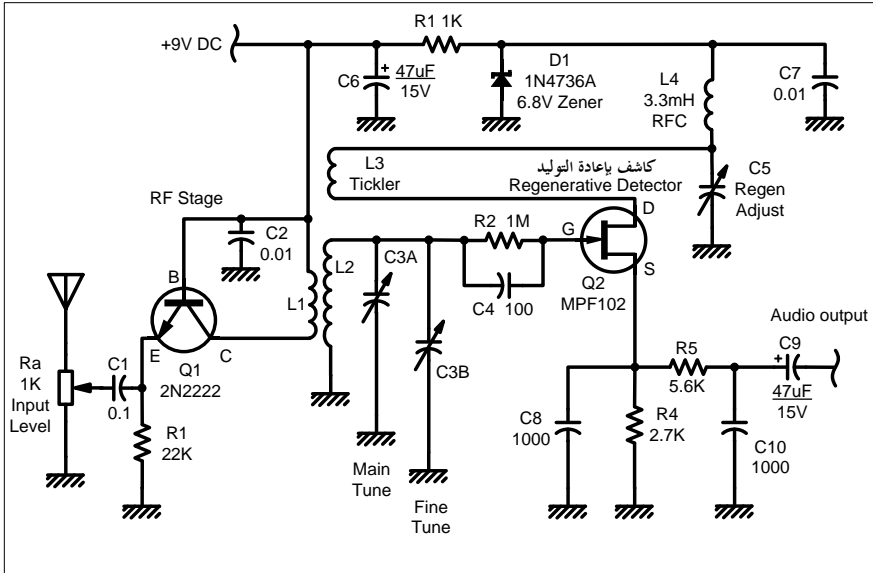 R1 1K
+9V DC
C6
+
47uF
15V
D1
1N4736A
6.8V Zener
L4
3.3mH
RFC
C7
0.01
L3
Tickler
كاشف بإعادة التوليد
Regenerative Detector
C5
Regen
Adjust
RF Stage
C2
0.01
B
E
C
Q1
2N2222
L1
L2
C3A
C3B
R2 1M
C4 100
G
D
S
Q2
MPF102
Ra
1K
Input
Level
C1
0.1
R1
22K
Main
Tune
Fine
Tune
C8
1000
R4
2.7K
R5
5.6K
Audio output
C9
+
47uF
15V
C10
1000